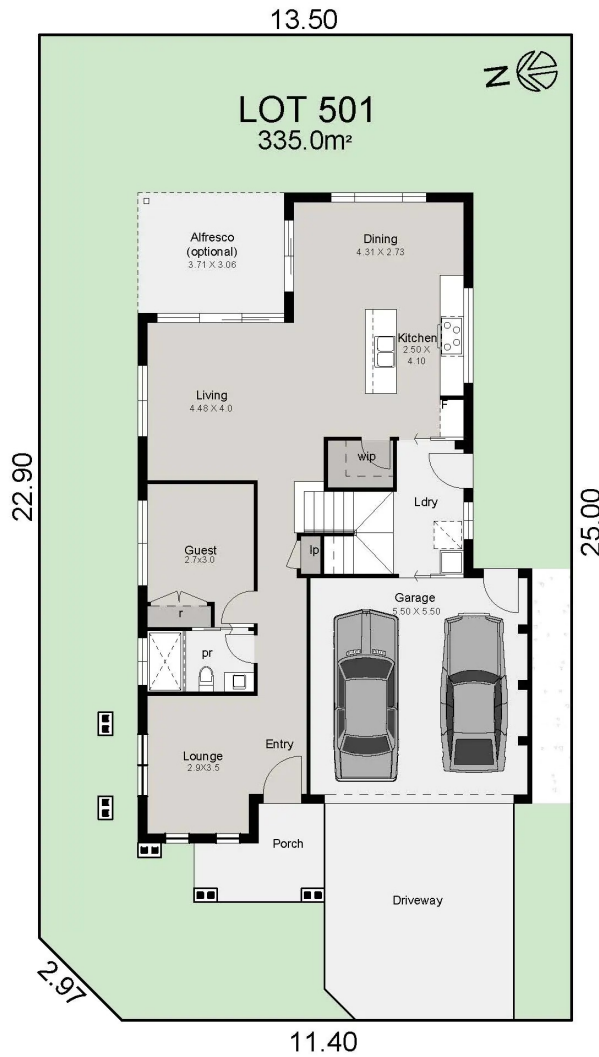 13.50
N
LOT 501
335.0m²
Alfresco
(optional)
3.71 X 3.06
Dining
4.31 X 2.73
Kitchen
2.50 X
4.10
F
Living
4.48 X 4.0
wip
22.90
25.00
Ldry
Guest
2.7x3.0
lp
r
Garage
5.50 X 5.50
pr
Lounge
2.9X3.5
Entry
Porch
Driveway
2.97
11.40